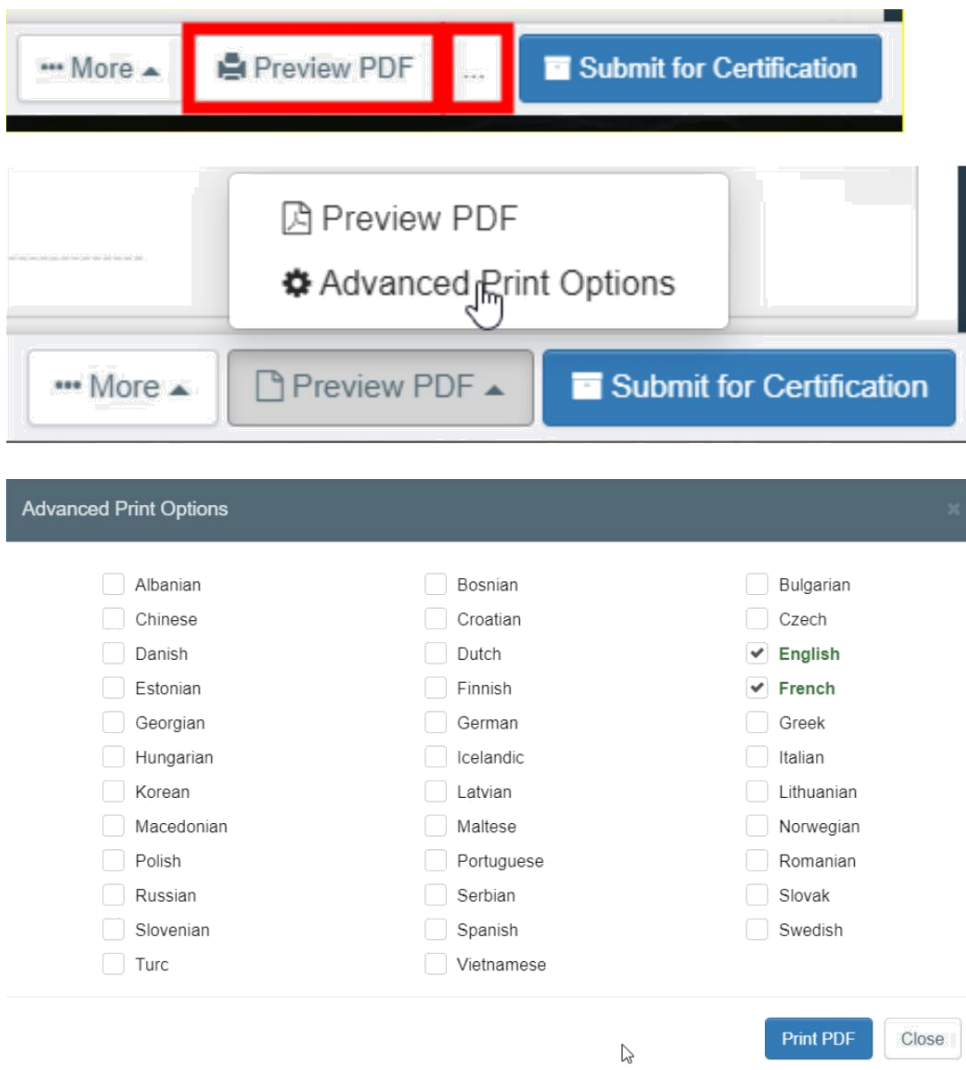 ••• More Preview PDF ... Submit for Certification
Preview PDF
Advanced Print Options
••• More Preview PDF Submit for Certification
Advanced Print Options ×
Albanian Bosnian Bulgarian
Chinese Croatian Czech
Danish Dutch English
Estonian Finnish French
Georgian German Greek
Hungarian Icelandic Italian
Korean Latvian Lithuanian
Macedonian Maltese Norwegian
Polish Portuguese Romanian
Russian Serbian Slovak
Slovenian Spanish Swedish
Turc Vietnamese
Print PDF Close